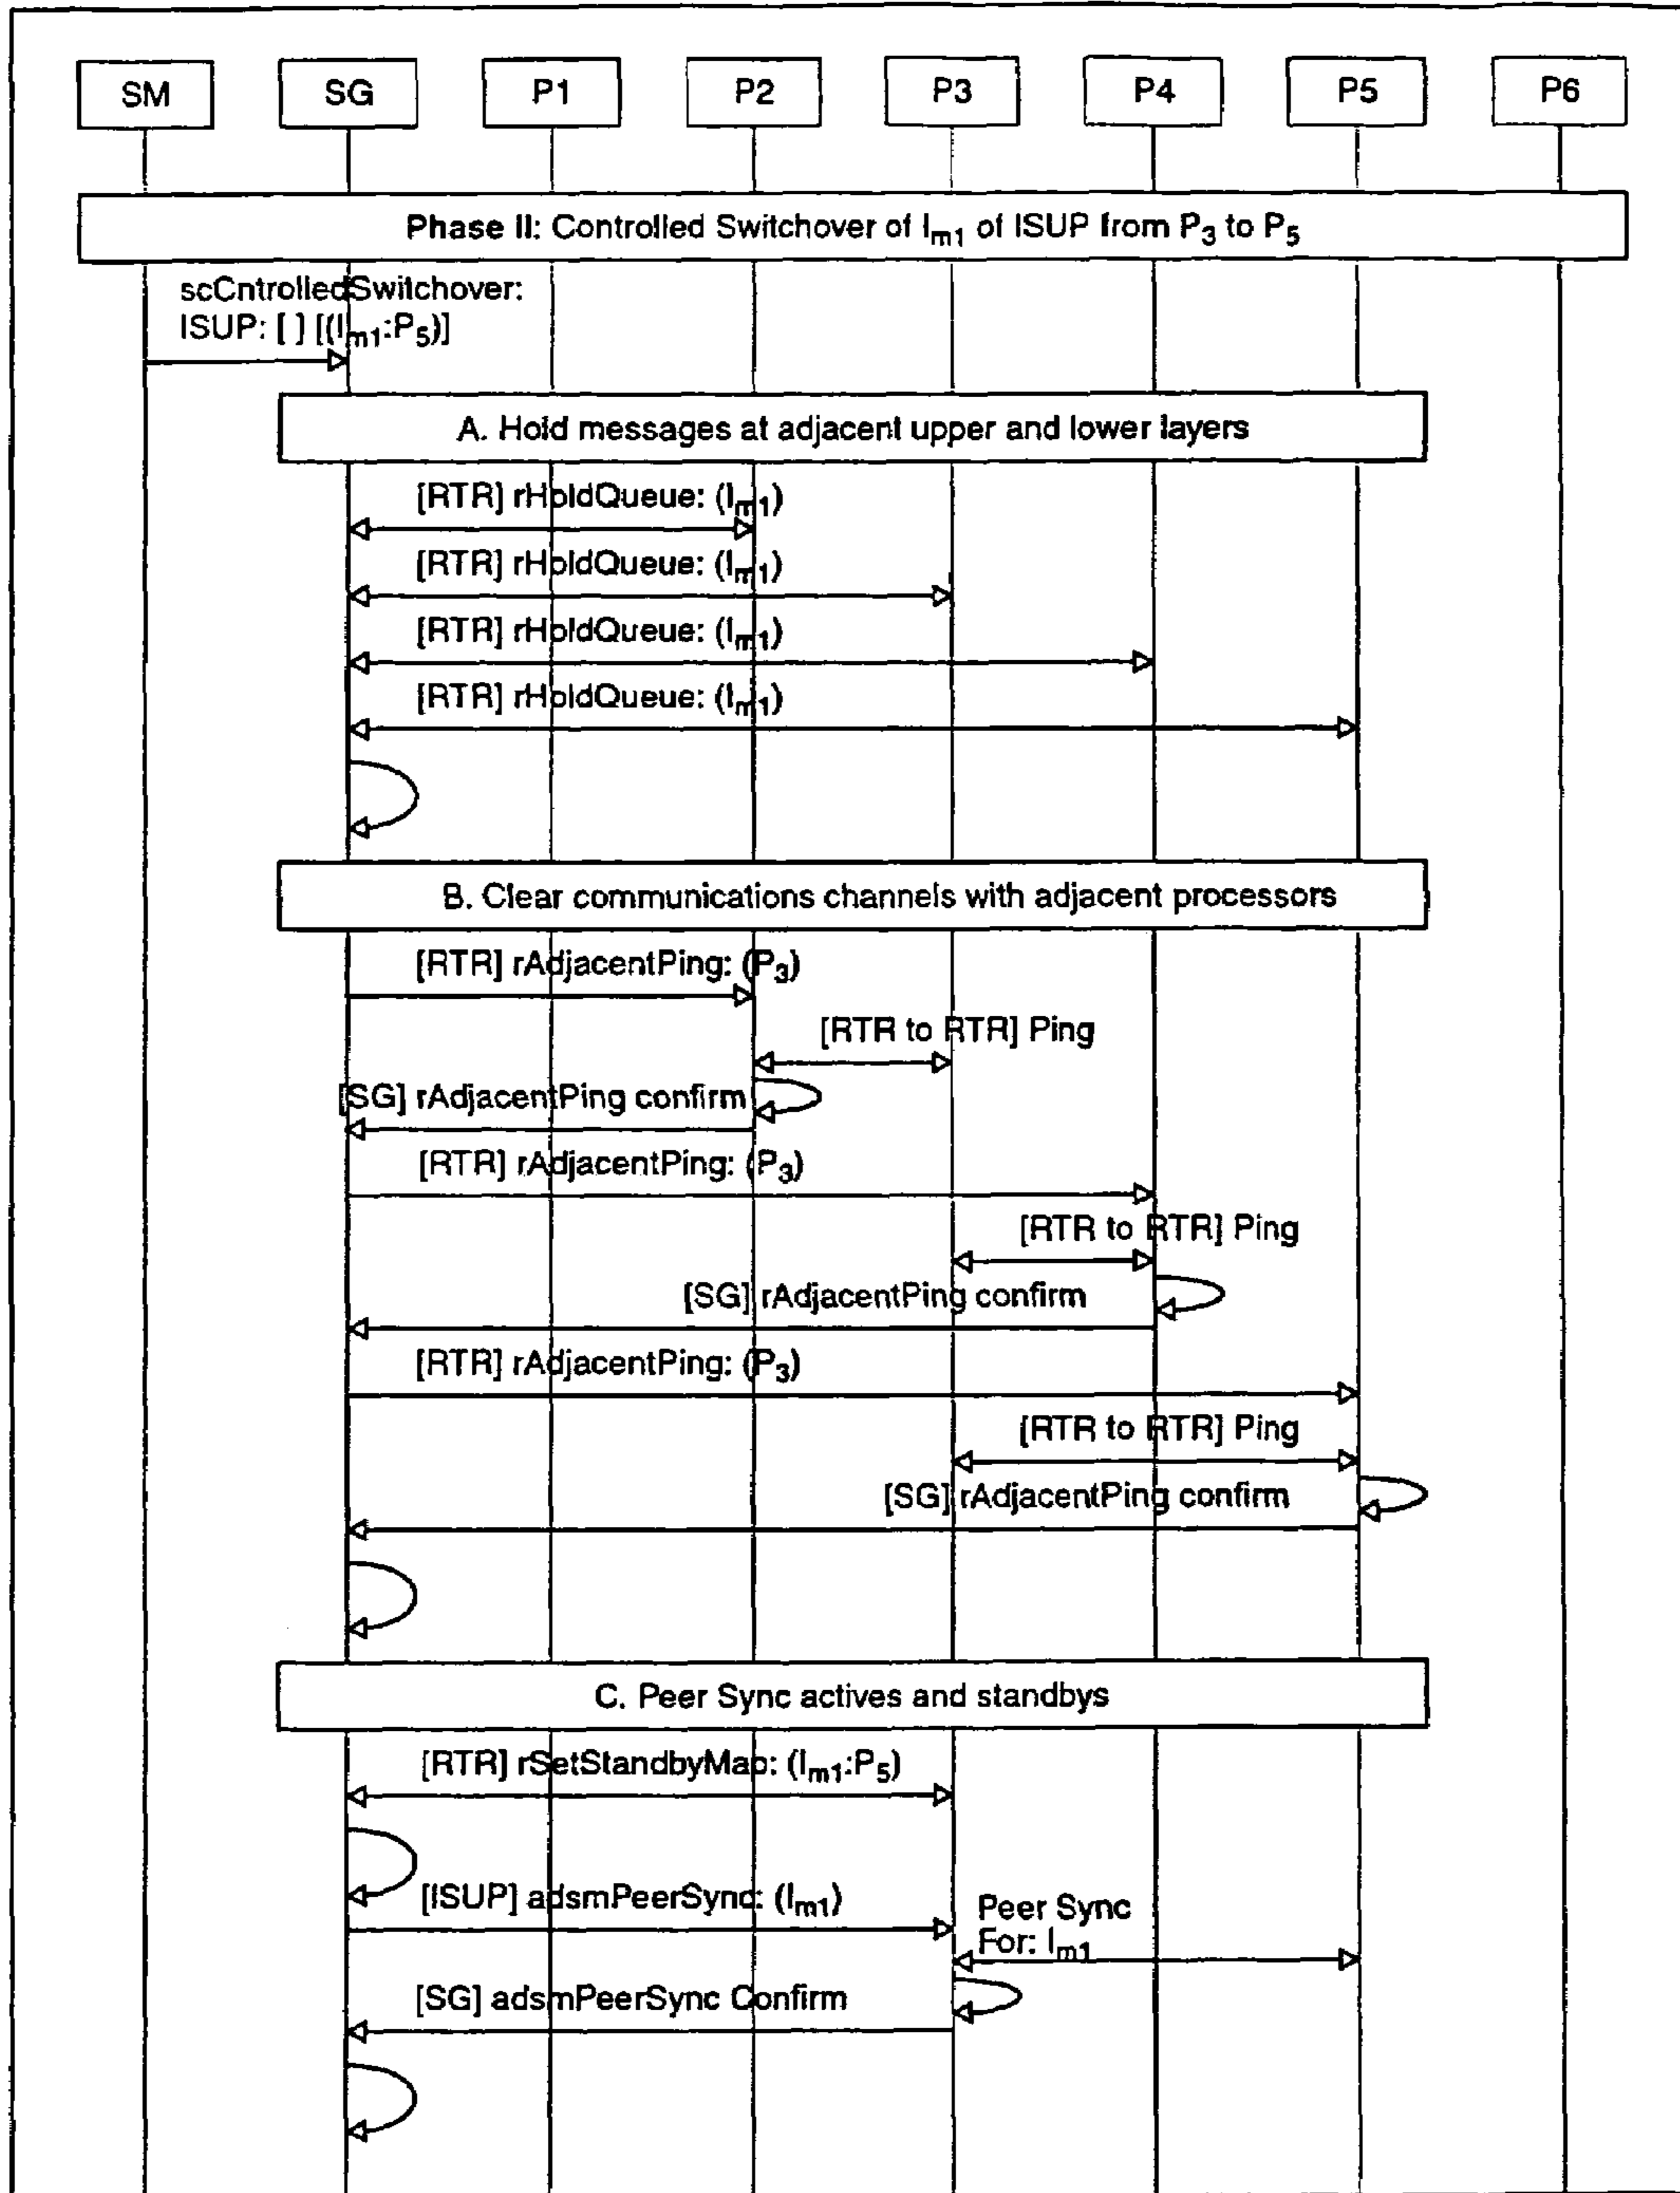 SM SG P1 P2 P3 P4 P5 P6
Phase II: Controlled Switchover of Im1 of ISUP from P3 to P5
scCntrolledSwitchover:
ISUP: [ ] [(Im1:P5)]
A. Hold messages at adjacent upper and lower layers
[RTR] rHoldQueue: (Im1)
[RTR] rHoldQueue: (Im1)
[RTR] rHoldQueue: (Im1)
[RTR] rHoldQueue: (Im1)
B. Clear communications channels with adjacent processors
[RTR] rAdjacentPing: (P3)
[RTR to RTR] Ping
[SG] rAdjacentPing confirm
[RTR] rAdjacentPing: (P3)
[RTR to RTR] Ping
[SG] rAdjacentPing confirm
[RTR] rAdjacentPing: (P3)
[RTR to RTR] Ping
[SG] rAdjacentPing confirm
C. Peer Sync actives and standbys
[RTR] rSetStandbyMap: (Im1:P5)
[ISUP] adsmPeerSync: (Im1)
Peer Sync
For: Im1
[SG] adsmPeerSync Confirm